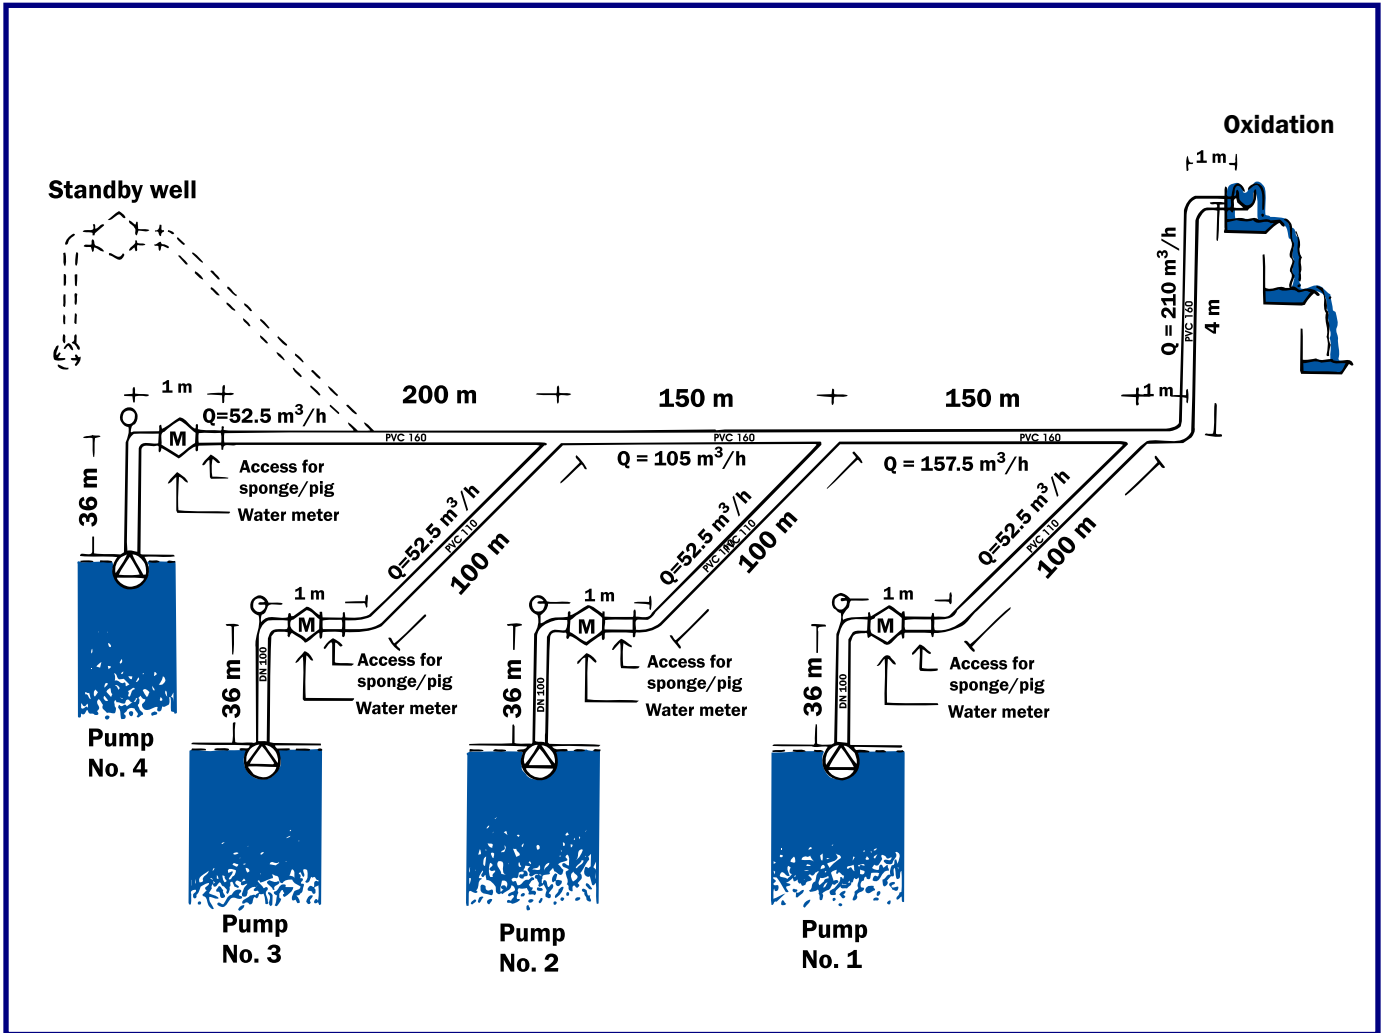 Oxidation
1 m
Standby well
Q = 210 m³/h
PVC 160
4 m
1 m
200 m
150 m
150 m
1 m
Q=52.5 m³/h
M
PVC 160
PVC 160
PVC 160
Q = 105 m³/h
Q = 157.5 m³/h
36 m
Access for
sponge/pig
Water meter
Q=52.5 m³/h
PVC 110
100 m
Q=52.5 m³/h
PVC 110
100 m
Q=52.5 m³/h
PVC 110
100 m
1 m
M
DN 100
36 m
Access for
sponge/pig
Water meter
1 m
M
DN 100
36 m
Access for
sponge/pig
Water meter
1 m
M
DN 100
36 m
Access for
sponge/pig
Water meter
Pump
No. 4
Pump
No. 3
Pump
No. 2
Pump
No. 1